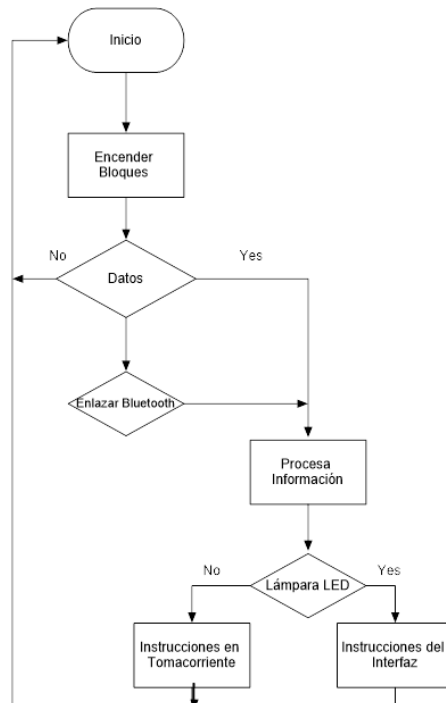 Inicio
Encender
Bloques
No
Yes
Datos
Enlazar Bluetooth
Procesa
Información
No
Yes
Lámpara LED
Instrucciones en
Tomacorriente
Instrucciones del
Interfaz